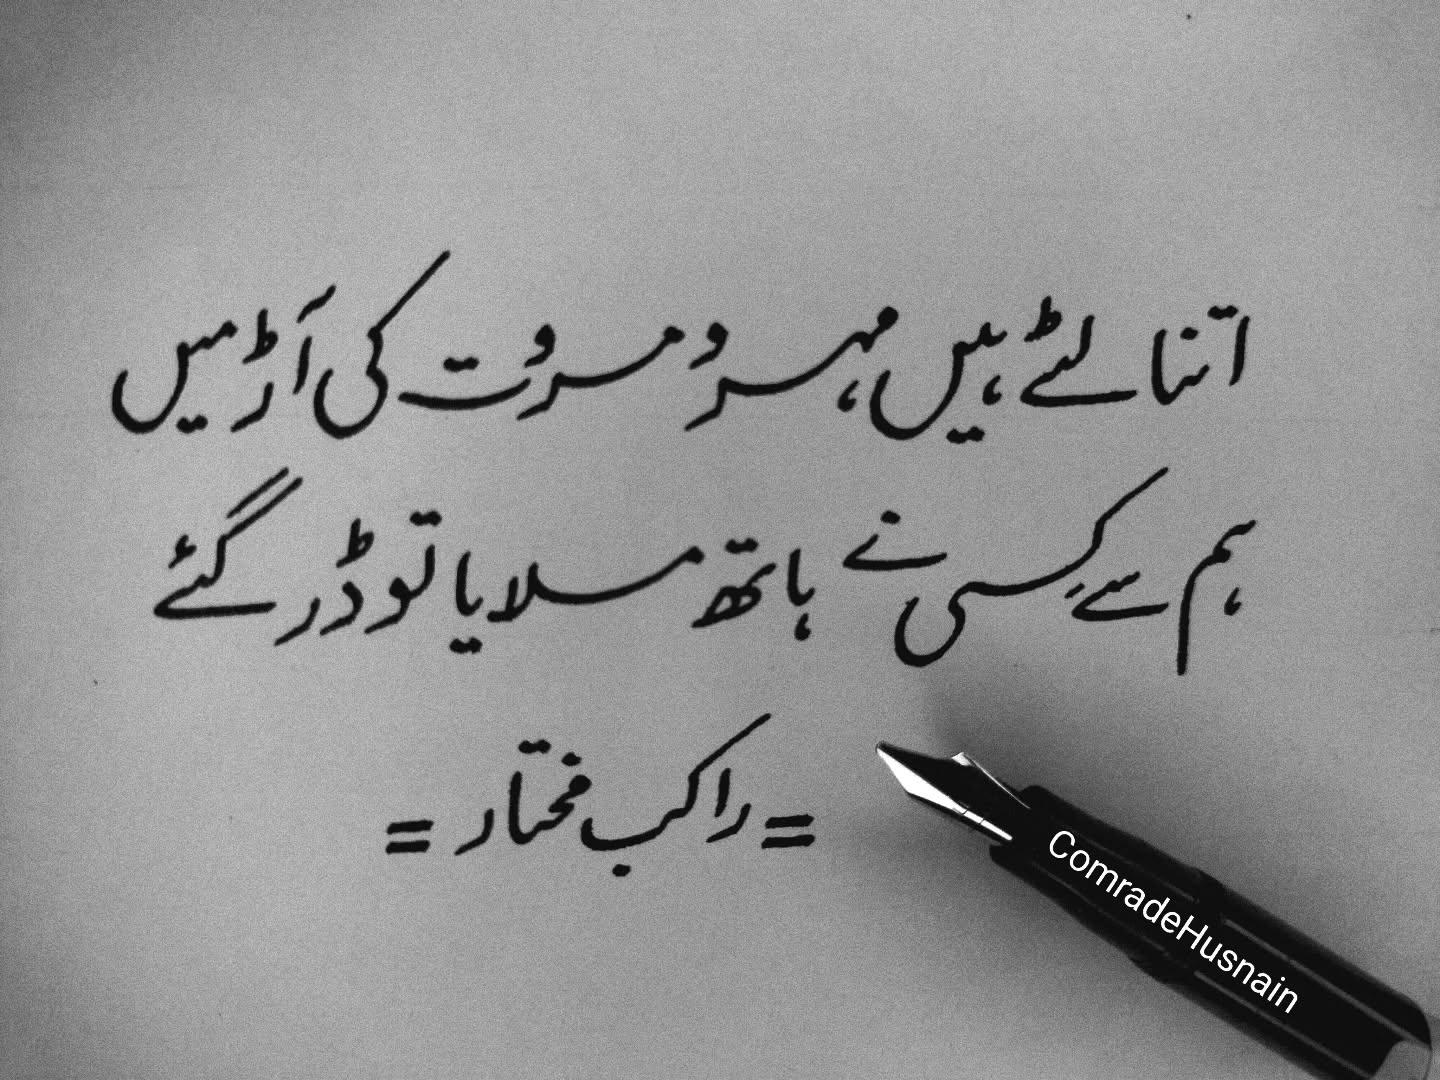 اتنا لٹے ہیں مہر و مروت کی آڑ میں
ہم سے کسی نے ہاتھ ملایا تو ڈر گئے
= راکب مختار =
ComradeHusnain